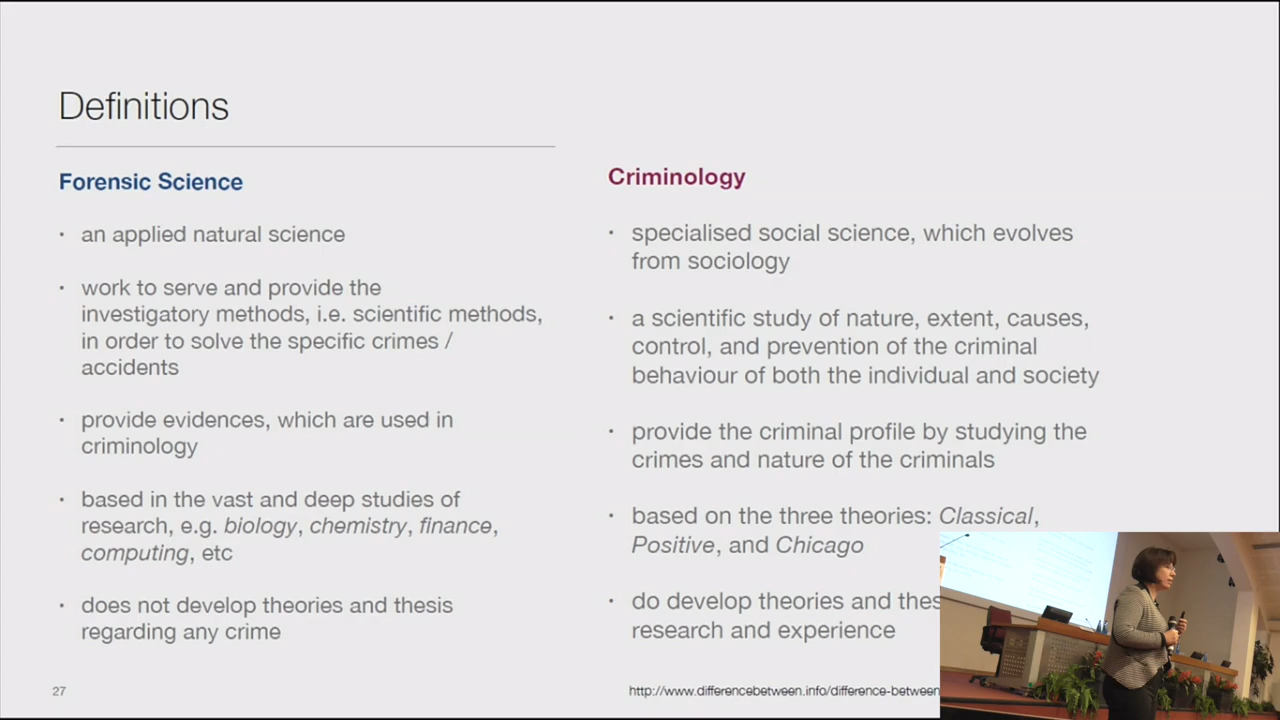 Definitions
Forensic Science
• an applied natural science
• work to serve and provide the
investigatory methods, i.e. scientific methods,
in order to solve the specific crimes /
accidents
• provide evidences, which are used in
criminology
• based in the vast and deep studies of
research, e.g. biology, chemistry, finance,
computing, etc
• does not develop theories and thesis
regarding any crime
Criminology
• specialised social science, which evolves
from sociology
• a scientific study of nature, extent, causes,
control, and prevention of the criminal
behaviour of both the individual and society
• provide the criminal profile by studying the
crimes and nature of the criminals
• based on the three theories: Classical,
Positive, and Chicago
• do develop theories and thes
research and experience
27
http://www.differencebetween.info/difference-between